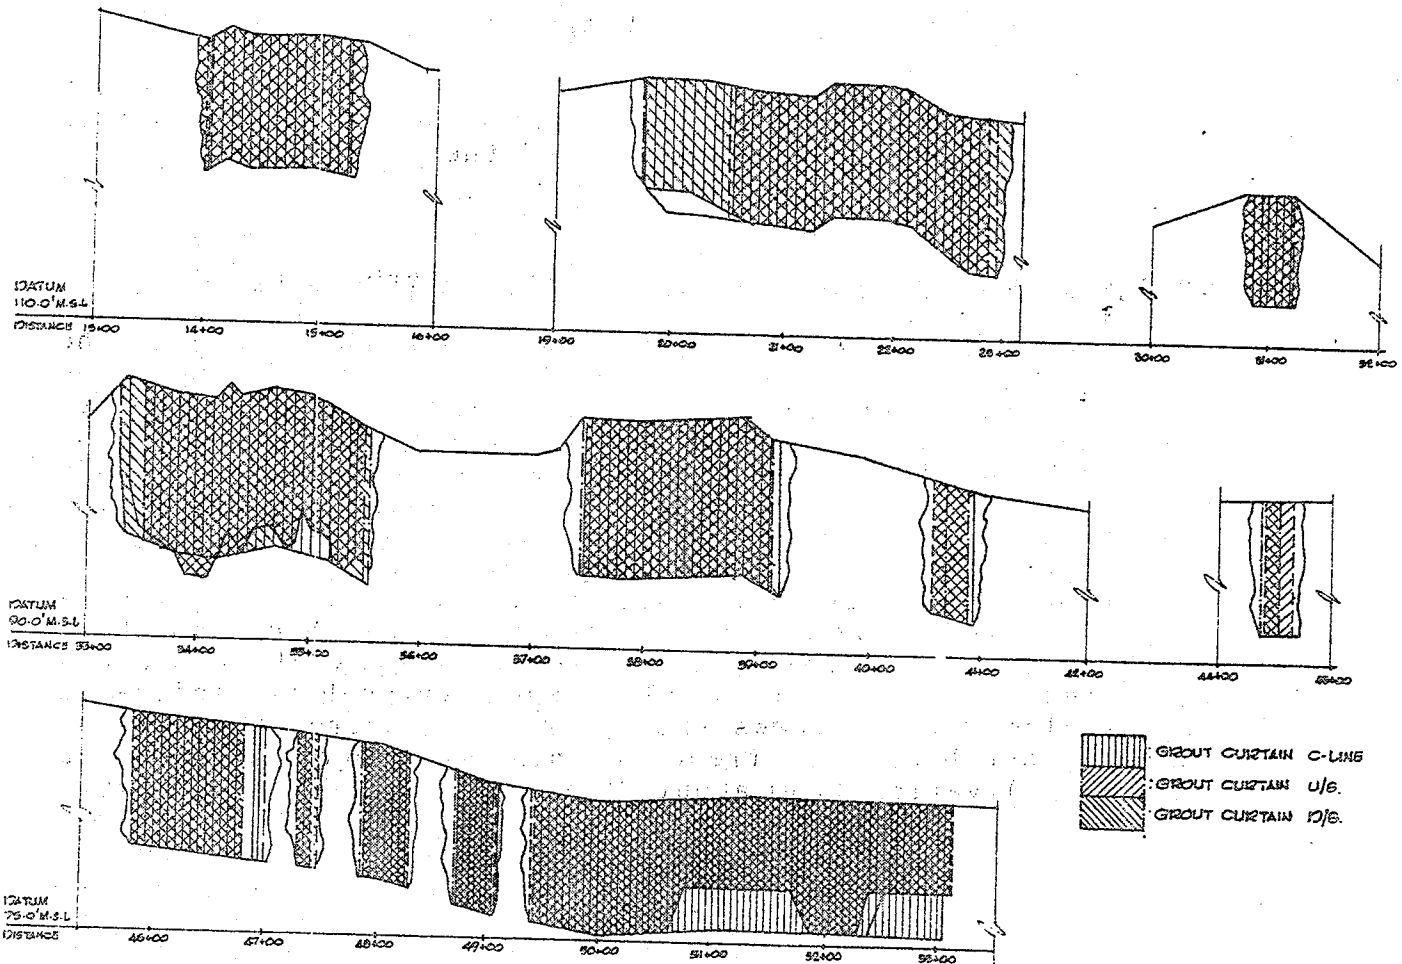 DATUM
110.0' M.S.L
DISTANCE 13+00 14+00 15+00 16+00 19+00 20+00 21+00 22+00 23+00 30+00 31+00 32+00
DATUM
90.0' M.S.L
DISTANCE 33+00 34+00 35+00 36+00 37+00 38+00 39+00 40+00 41+00 42+00 44+00 45+00
: GROUT CURTAIN C-LINE
: GROUT CURTAIN U/S.
: GROUT CURTAIN D/S.
DATUM
75.0' M.S.L
DISTANCE 46+00 47+00 48+00 49+00 50+00 51+00 52+00 53+00